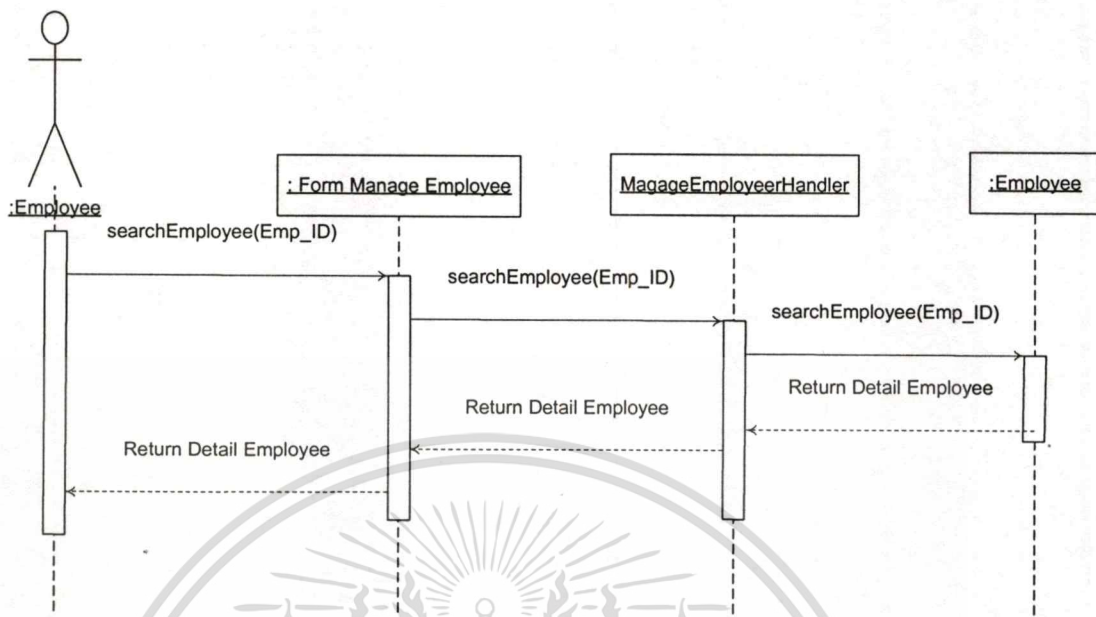 : Form Manage Employee
MagageEmployeerHandler
:Employee
:Employee
searchEmployee(Emp_ID)
searchEmployee(Emp_ID)
searchEmployee(Emp_ID)
Return Detail Employee
Return Detail Employee
Return Detail Employee